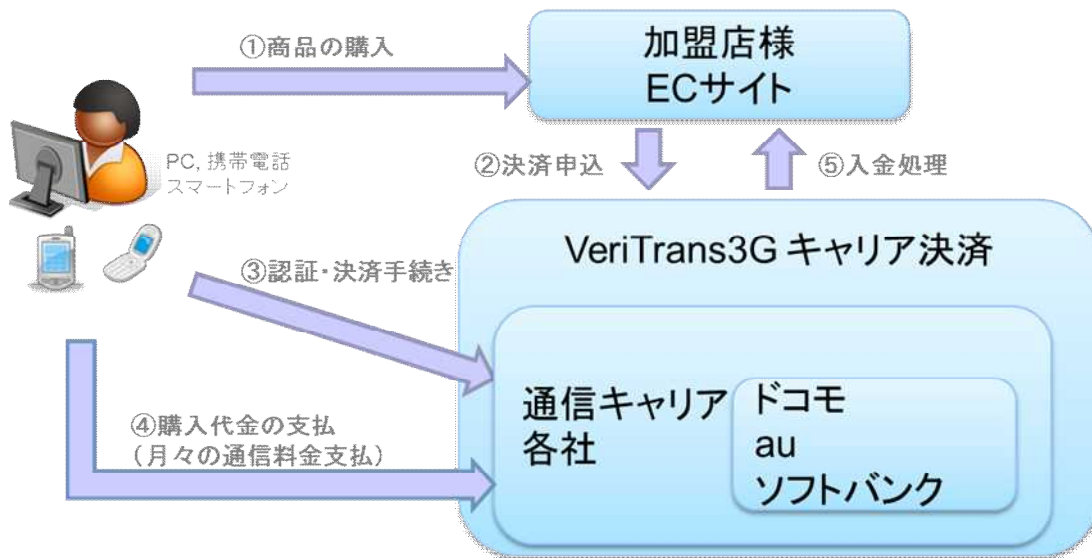 ①商品の購入
加盟店様
ECサイト
PC, 携帯電話
スマートフォン
②決済申込
⑤入金処理
VeriTrans3G キャリア決済
③認証・決済手続き
通信キャリア
各社
ドコモ
au
ソフトバンク
④購入代金の支払
（月々の通信料金支払）